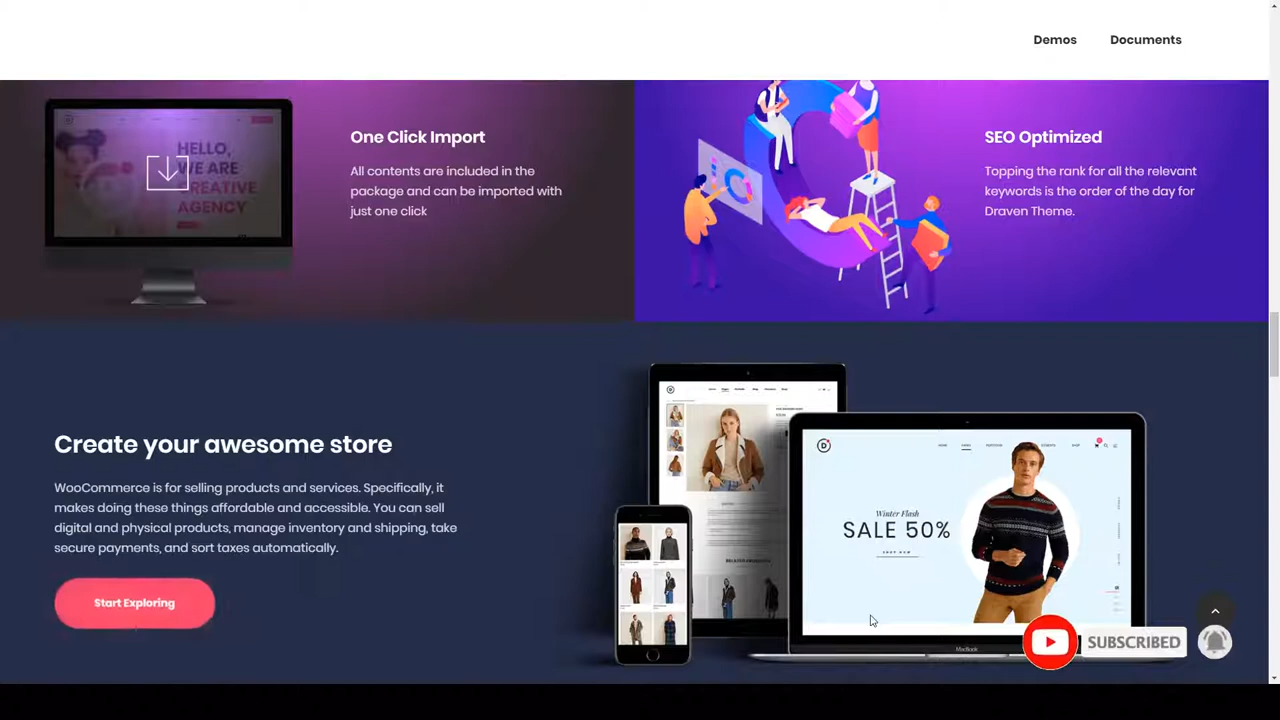 Demos Documents
HELLO,
WE ARE
CREATIVE
AGENCY
One Click Import
All contents are included in the
package and can be imported with
just one click
SEO Optimized
Topping the rank for all the relevant
keywords is the order of the day for
Draven Theme.
Create your awesome store
WooCommerce is for selling products and services. Specifically, it
makes doing these things affordable and accessible. You can sell
digital and physical products, manage inventory and shipping, take
secure payments, and sort taxes automatically.
Start Exploring
Winter Flash
SALE 50%
SHOP NOW
MacBook
SUBSCRIBED